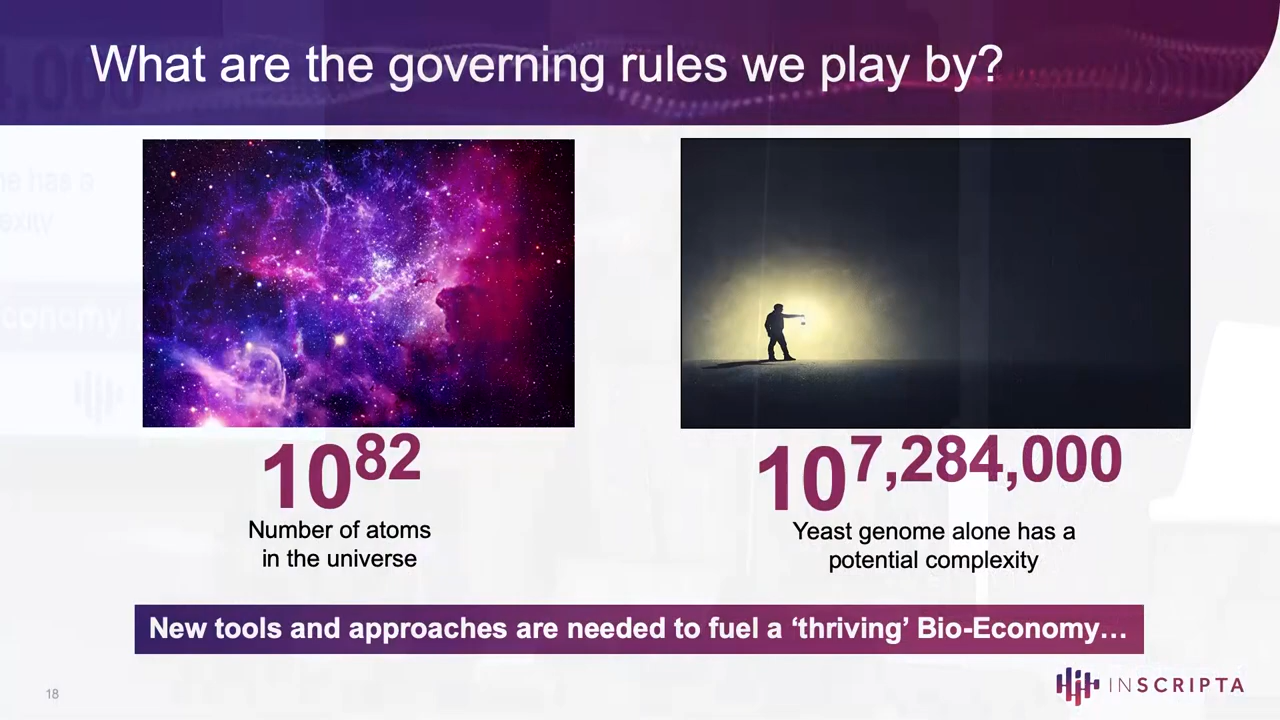 What are the governing rules we play by?
10^82
Number of atoms
in the universe
10^7,284,000
Yeast genome alone has a
potential complexity
New tools and approaches are needed to fuel a ‘thriving’ Bio-Economy…
18
INSCRIPTA